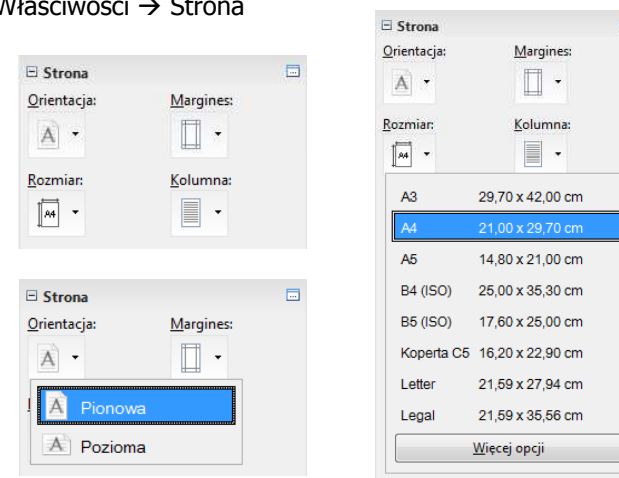 Właściwości → Strona
Strona
Orientacja: Margines:
A
Rozmiar: Kolumna:
A4
Strona
Orientacja: Margines:
A
A Pionowa
A Pozioma
Strona
Orientacja: Margines:
A
Rozmiar: Kolumna:
A4
A3 29,70 x 42,00 cm
A4 21,00 x 29,70 cm
A5 14,80 x 21,00 cm
B4 (ISO) 25,00 x 35,30 cm
B5 (ISO) 17,60 x 25,00 cm
Koperta C5 16,20 x 22,90 cm
Letter 21,59 x 27,94 cm
Legal 21,59 x 35,56 cm
Więcej opcji